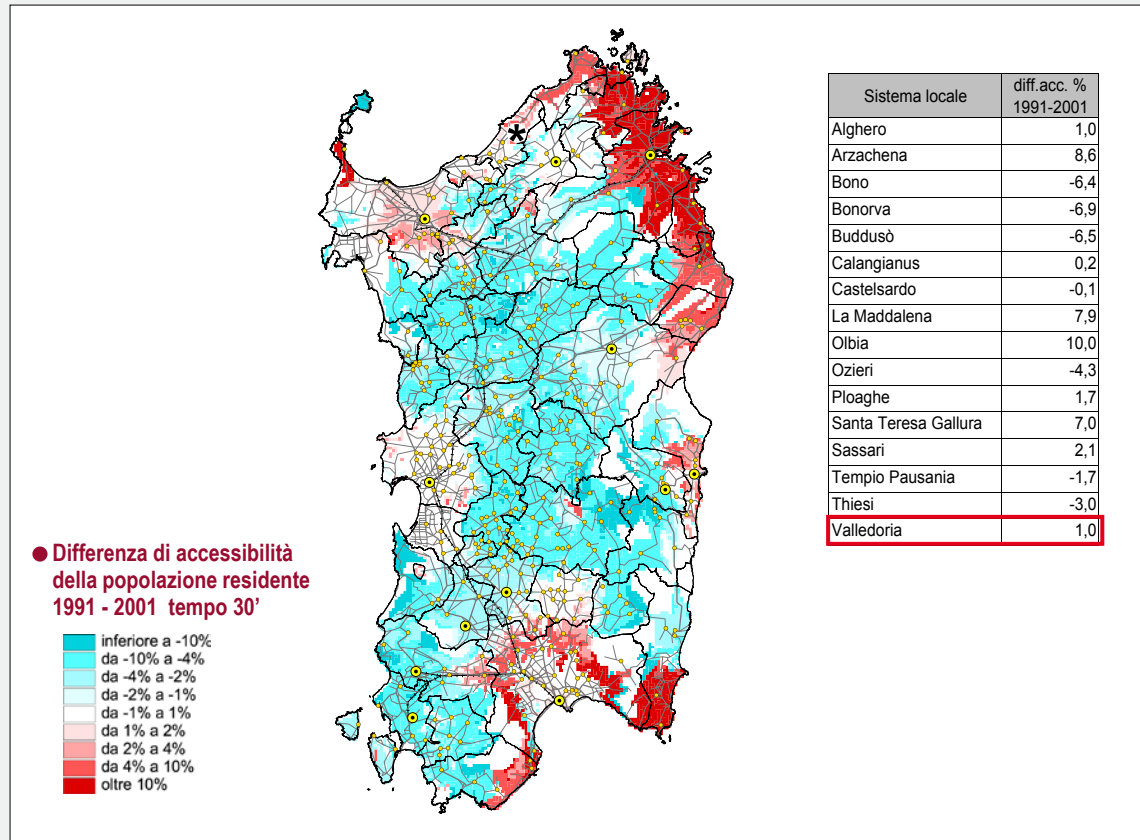 Sistema locale diff.acc. % 1991-2001
Alghero 1,0
Arzachena 8,6
Bono -6,4
Bonorva -6,9
Buddusò -6,5
Calangianus 0,2
Castelsardo -0,1
La Maddalena 7,9
Olbia 10,0
Ozieri -4,3
Ploaghe 1,7
Santa Teresa Gallura 7,0
Sassari 2,1
Tempio Pausania -1,7
Thiesi -3,0
Valledoria 1,0
*
● Differenza di accessibilità
della popolazione residente
1991 - 2001 tempo 30’
inferiore a -10%
da -10% a -4%
da -4% a -2%
da -2% a -1%
da -1% a 1%
da 1% a 2%
da 2% a 4%
da 4% a 10%
oltre 10%